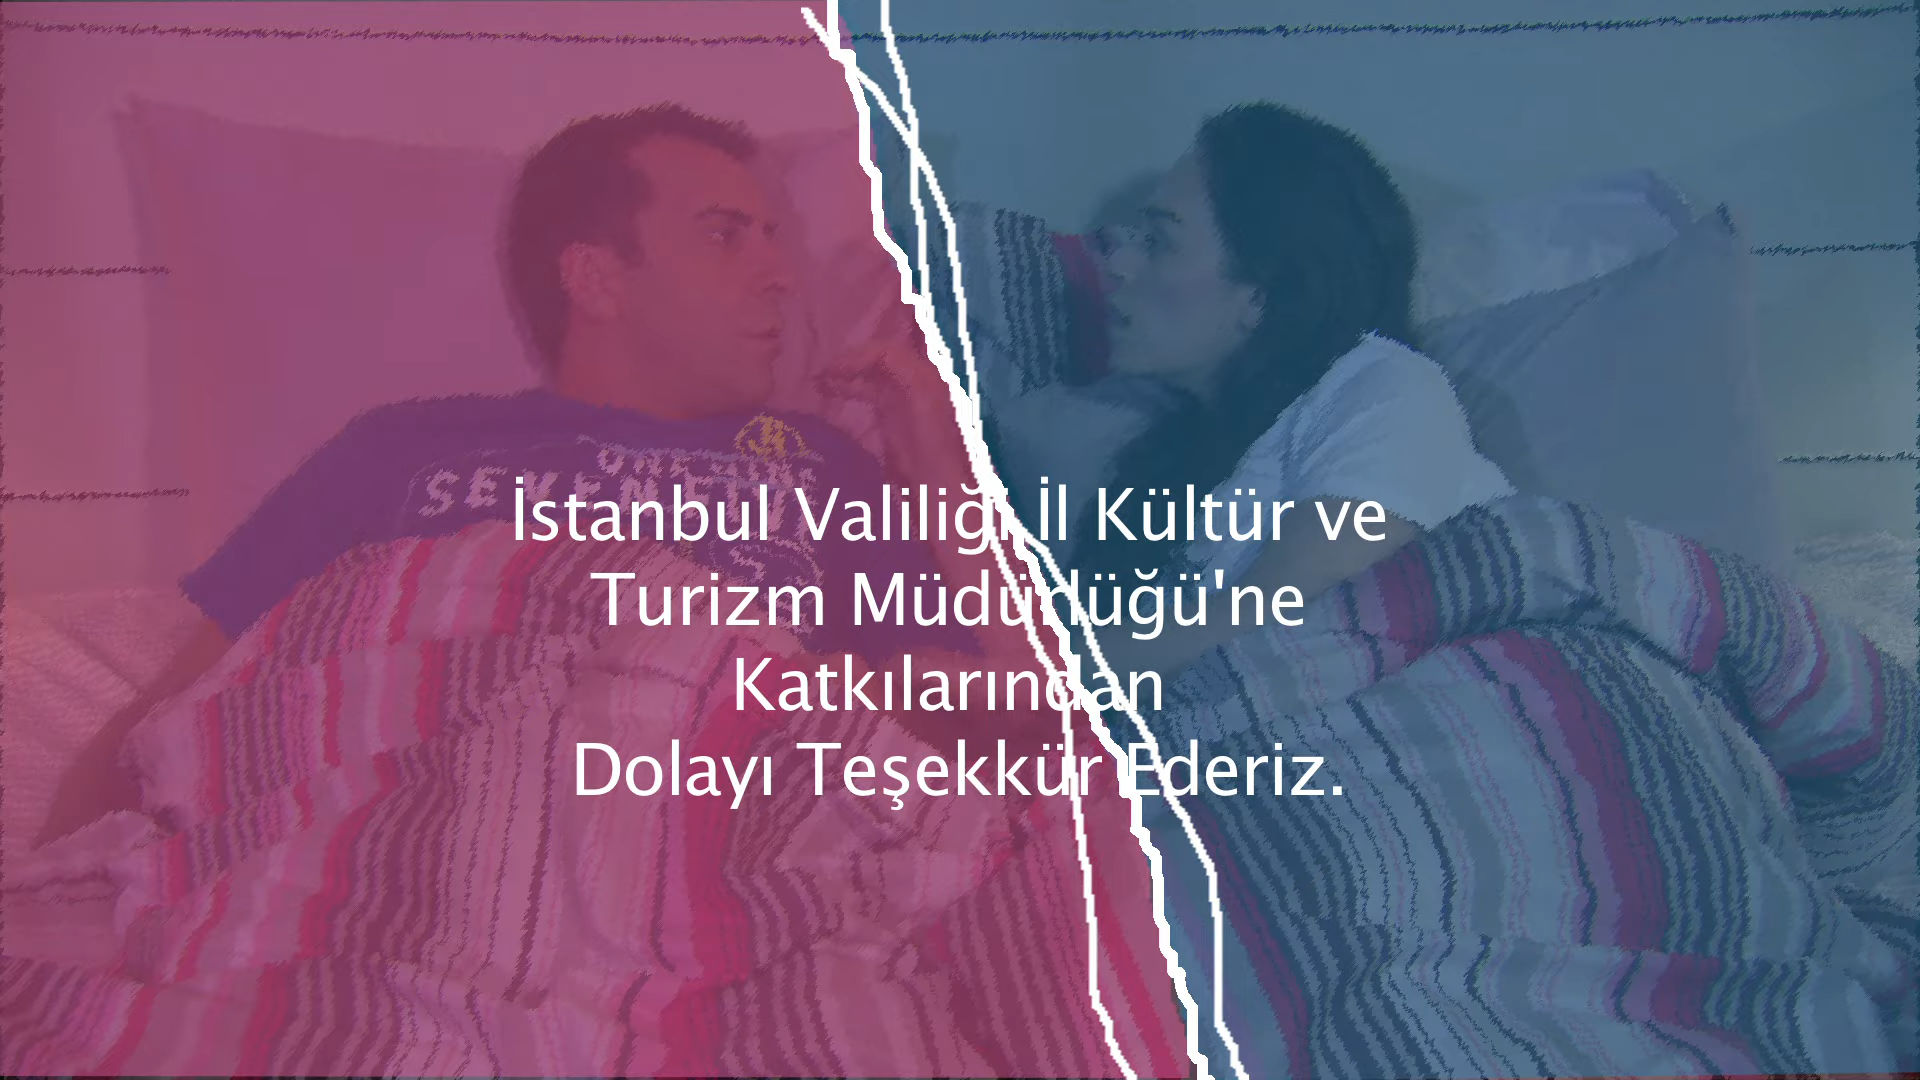 İstanbul Valiliği İl Kültür ve
Turizm Müdürlüğü'ne
Katkılarından
Dolayı Teşekkür Ederiz.